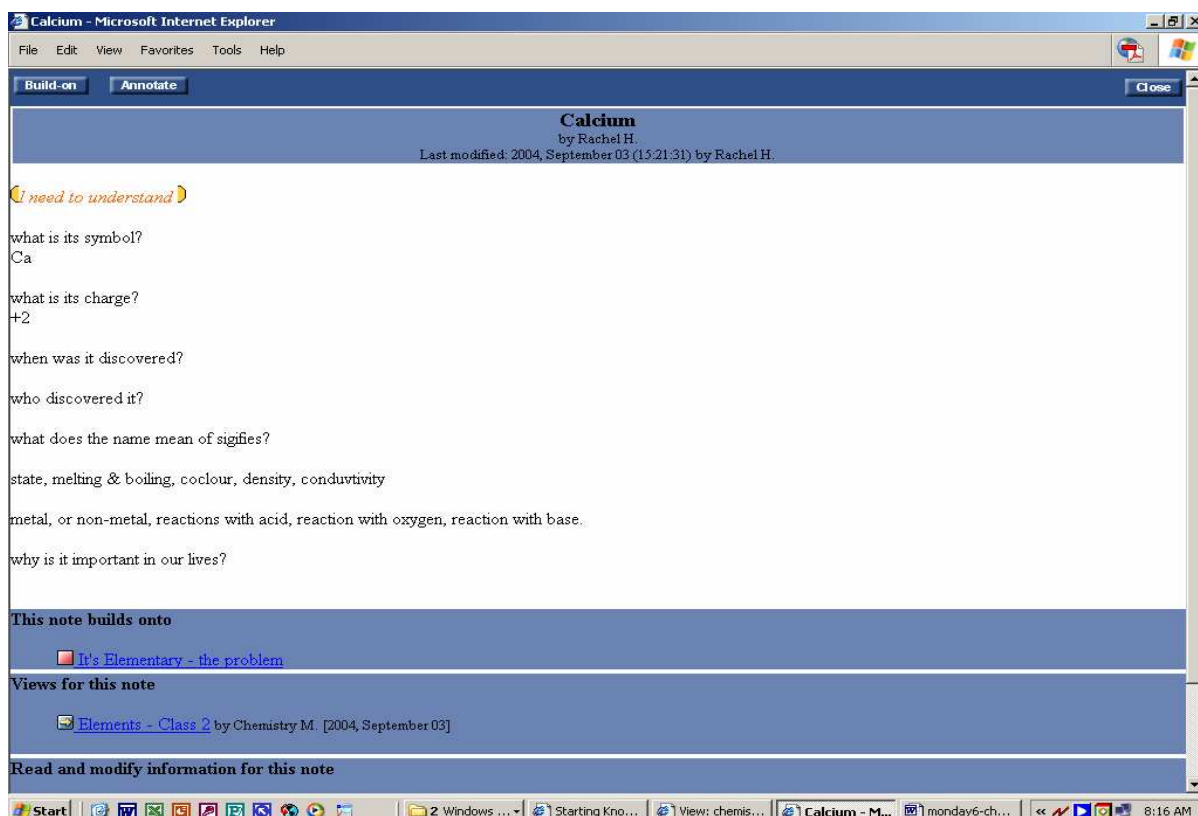 Calcium - Microsoft Internet Explorer
File Edit View Favorites Tools Help
Build-on Annotate Close
Calcium
by Rachel H.
Last modified: 2004, September 03 (15:21:31) by Rachel H.
I need to understand
what is its symbol?
Ca
what is its charge?
+2
when was it discovered?
who discovered it?
what does the name mean of sigifies?
state, melting & boiling, coclour, density, conduvtivity
metal, or non-metal, reactions with acid, reaction with oxygen, reaction with base.
why is it important in our lives?
This note builds onto
It's Elementary - the problem
Views for this note
Elements - Class 2 by Chemistry M. [2004, September 03]
Read and modify information for this note
Start 2 Windows ... Starting Kno... View: chemis... Calcium - M... monday6-ch... « 8:16 AM